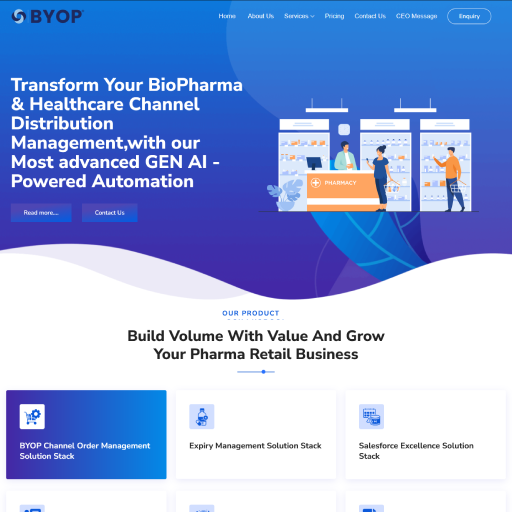 BYOP
Home About Us Services Pricing Contact Us CEO Message Enquiry
Transform Your BioPharma
& Healthcare Channel
Distribution
Management,with our
Most advanced GEN AI -
Powered Automation
PHARMACY
Read more.... Contact Us
OUR PRODUCT
Build Volume With Value And Grow
Your Pharma Retail Business
BYOP Channel Order Management
Solution Stack
Expiry Management Solution Stack
Salesforce Excellence Solution
Stack